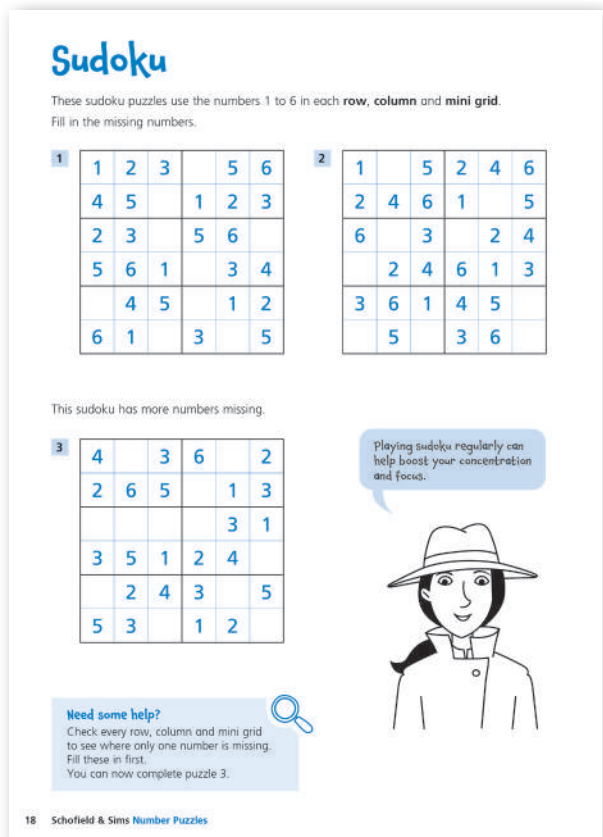 Sudoku
These sudoku puzzles use the numbers 1 to 6 in each row, column and mini grid.
Fill in the missing numbers.
1
1 2 3 5 6
4 5 1 2 3
2 3 5 6
5 6 1 3 4
4 5 1 2
6 1 3 5
2
1 5 2 4 6
2 4 6 1 5
6 3 2 4
2 4 6 1 3
3 6 1 4 5
5 3 6
This sudoku has more numbers missing.
3
4 3 6 2
2 6 5 1 3
3 1
3 5 1 2 4
2 4 3 5
5 3 1 2
Playing sudoku regularly can
help boost your concentration
and focus.
Need some help?
Check every row, column and mini grid
to see where only one number is missing.
Fill these in first.
You can now complete puzzle 3.
18 Schofield & Sims Number Puzzles